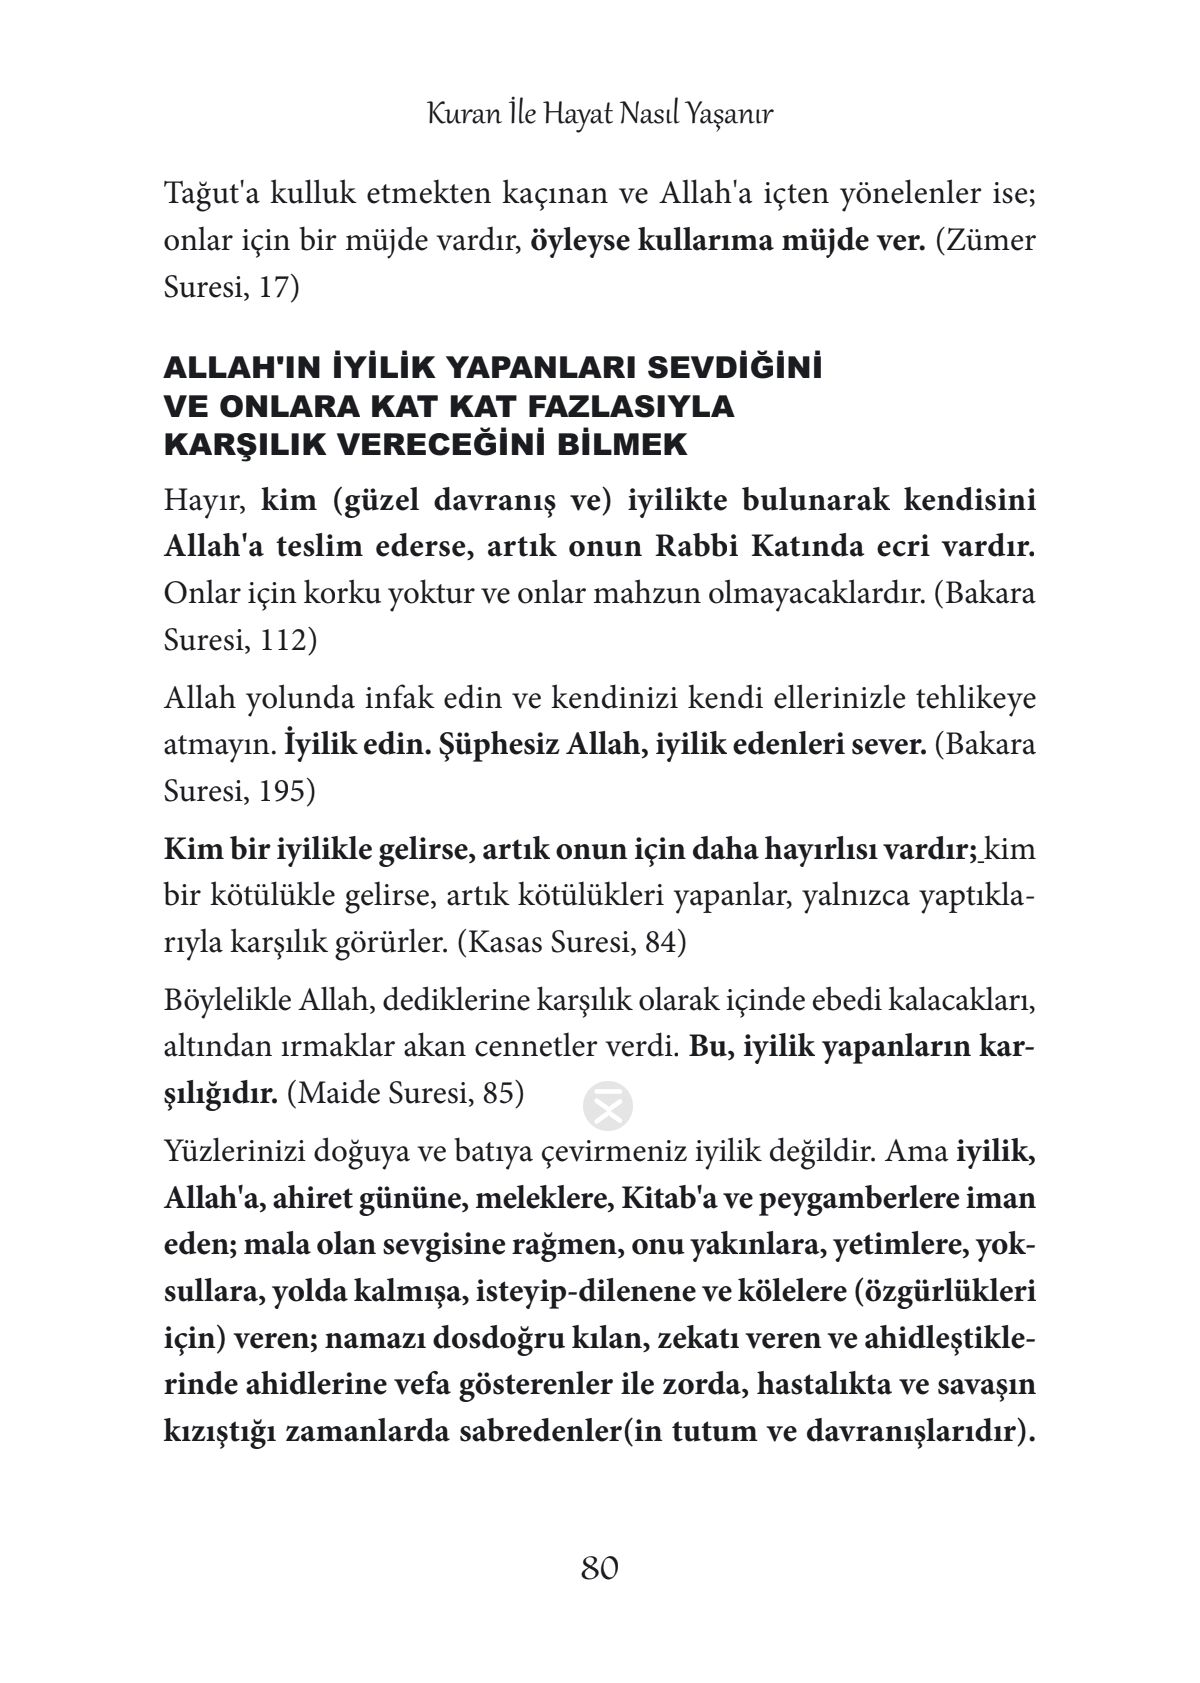 Kuran İle Hayat Nasıl Yaşanır
Tağut'a kulluk etmekten kaçınan ve Allah'a içten yönelenler ise;
onlar için bir müjde vardır, öyleyse kullarıma müjde ver. (Zümer
Suresi, 17)
ALLAH'IN İYİLİK YAPANLARI SEVDİĞİNİ
VE ONLARA KAT KAT FAZLASIYLA
KARŞILIK VERECEĞİNİ BİLMEK
Hayır, kim (güzel davranış ve) iyilikte bulunarak kendisini
Allah'a teslim ederse, artık onun Rabbi Katında ecri vardır.
Onlar için korku yoktur ve onlar mahzun olmayacaklardır. (Bakara
Suresi, 112)
Allah yolunda infak edin ve kendinizi kendi ellerinizle tehlikeye
atmayın. İyilik edin. Şüphesiz Allah, iyilik edenleri sever. (Bakara
Suresi, 195)
Kim bir iyilikle gelirse, artık onun için daha hayırlısı vardır; kim
bir kötülükle gelirse, artık kötülükleri yapanlar, yalnızca yaptıkla-
rıyla karşılık görürler. (Kasas Suresi, 84)
Böylelikle Allah, dediklerine karşılık olarak içinde ebedi kalacakları,
altından ırmaklar akan cennetler verdi. Bu, iyilik yapanların kar-
şılığıdır. (Maide Suresi, 85)
Yüzlerinizi doğuya ve batıya çevirmeniz iyilik değildir. Ama iyilik,
Allah'a, ahiret gününe, meleklere, Kitab'a ve peygamberlere iman
eden; mala olan sevgisine rağmen, onu yakınlara, yetimlere, yok-
sullara, yolda kalmışa, isteyip-dilenene ve kölelere (özgürlükleri
için) veren; namazı dosdoğru kılan, zekatı veren ve ahidleştikle-
rinde ahidlerine vefa gösterenler ile zorda, hastalıkta ve savaşın
kızıştığı zamanlarda sabredenler(in tutum ve davranışlarıdır).
80